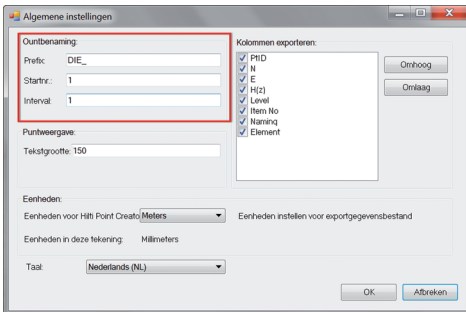 Algemene instellingen
Ountbenaming:
Prefix: DIE_
Startnr.: 1
Interval: 1
Puntweergave:
Tekstgrootte: 150
Kolommen exporteren:
PtID
N
E
H(z)
Level
Item No
Naming
Element
Omhoog
Omlaag
Eenheden:
Eenheden voor Hilti Point Creato Meters
Eenheden instellen voor exportgegevensbestand
Eenheden in deze tekening: Millimeters
Taal: Nederlands (NL)
OK
Afbreken